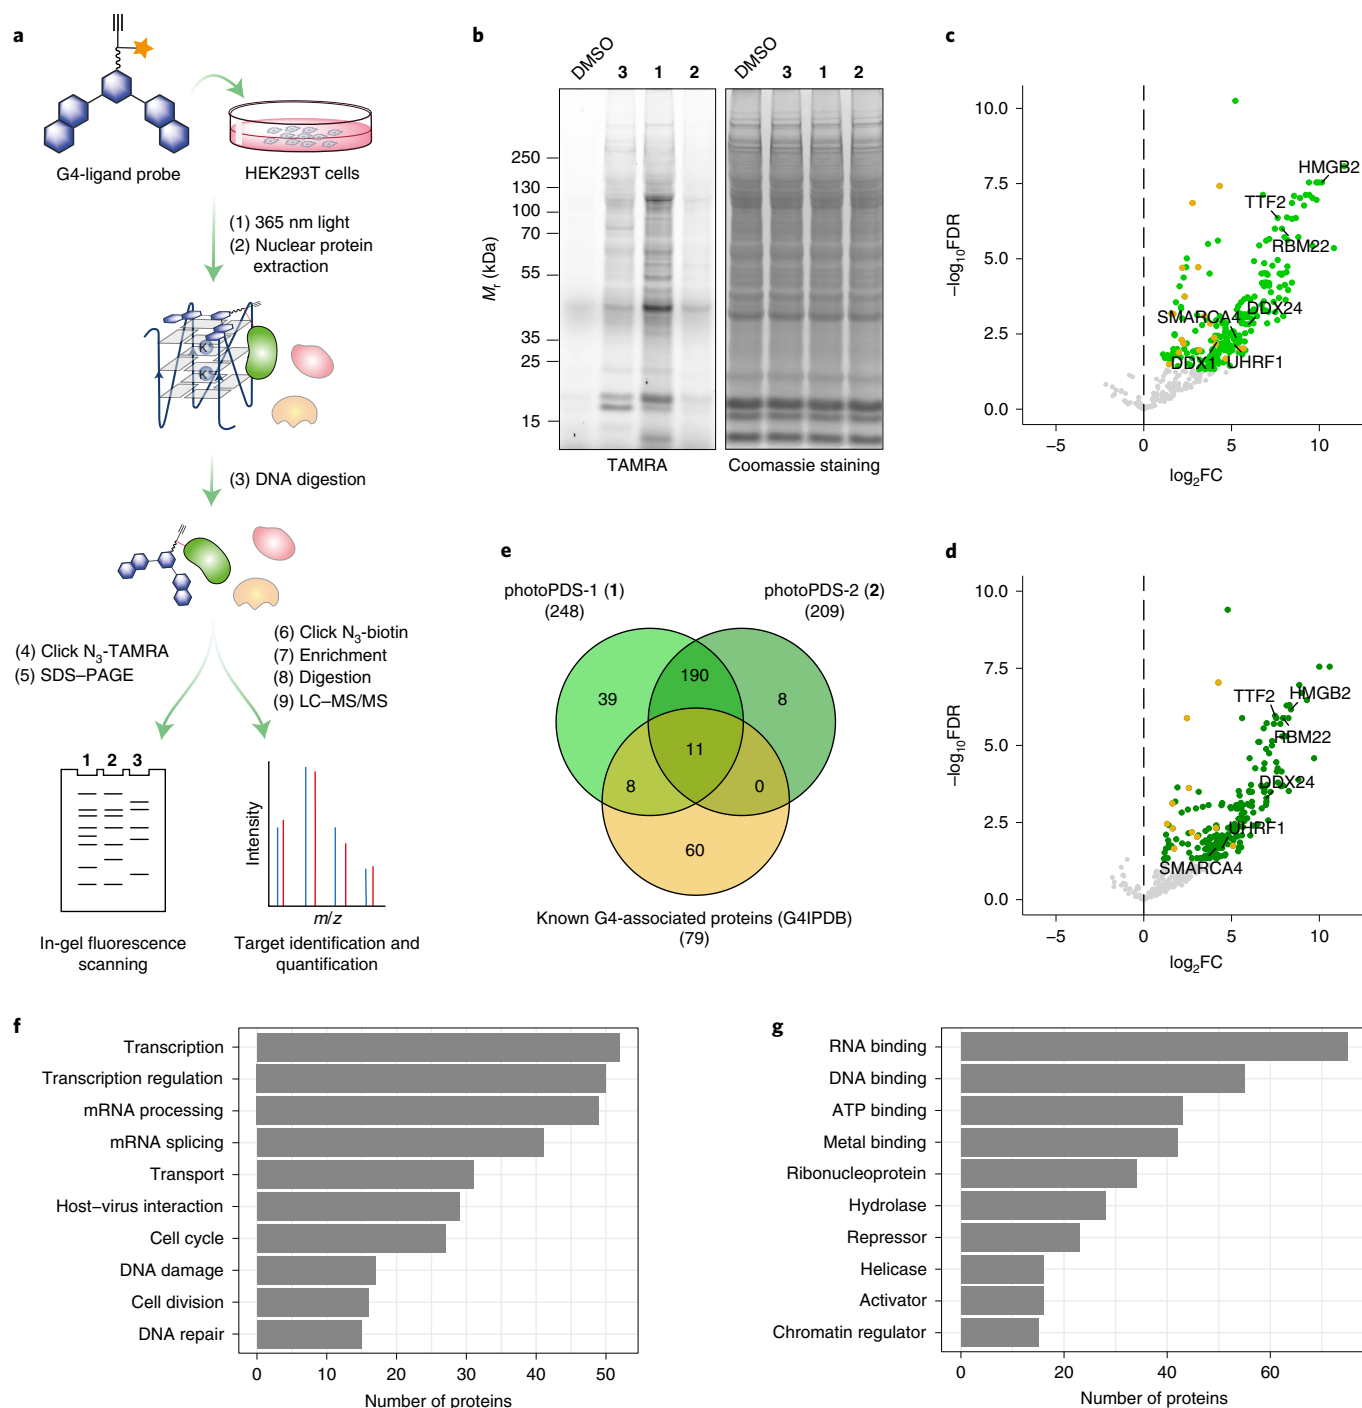 a
G4-ligand probe
HEK293T cells
(1) 365 nm light
(2) Nuclear protein
extraction
K+
K+
(3) DNA digestion
(4) Click N3-TAMRA
(5) SDS–PAGE
(6) Click N3-biotin
(7) Enrichment
(8) Digestion
(9) LC–MS/MS
1 2 3
In-gel fluorescence
scanning
Intensity
m/z
Target identification and
quantification
b
DMSO 3 1 2
DMSO 3 1 2
Mr (kDa)
250
130
100
70
55
35
25
15
TAMRA
Coomassie staining
c
–log10FDR
10.0
7.5
5.0
2.5
0.0
HMGB2
TTF2
RBM22
DDX24
SMARCA4
DDX1
UHRF1
–5 0 5 10
log2FC
d
–log10FDR
10.0
7.5
5.0
2.5
0.0
TTF2
HMGB2
RBM22
DDX24
UHRF1
SMARCA4
–5 0 5 10
log2FC
e
photoPDS-1 (1)
(248)
photoPDS-2 (2)
(209)
39
190
8
11
8
0
60
Known G4-associated proteins (G4IPDB)
(79)
f
Transcription
Transcription regulation
mRNA processing
mRNA splicing
Transport
Host–virus interaction
Cell cycle
DNA damage
Cell division
DNA repair
0 10 20 30 40 50
Number of proteins
g
RNA binding
DNA binding
ATP binding
Metal binding
Ribonucleoprotein
Hydrolase
Repressor
Helicase
Activator
Chromatin regulator
0 20 40 60
Number of proteins